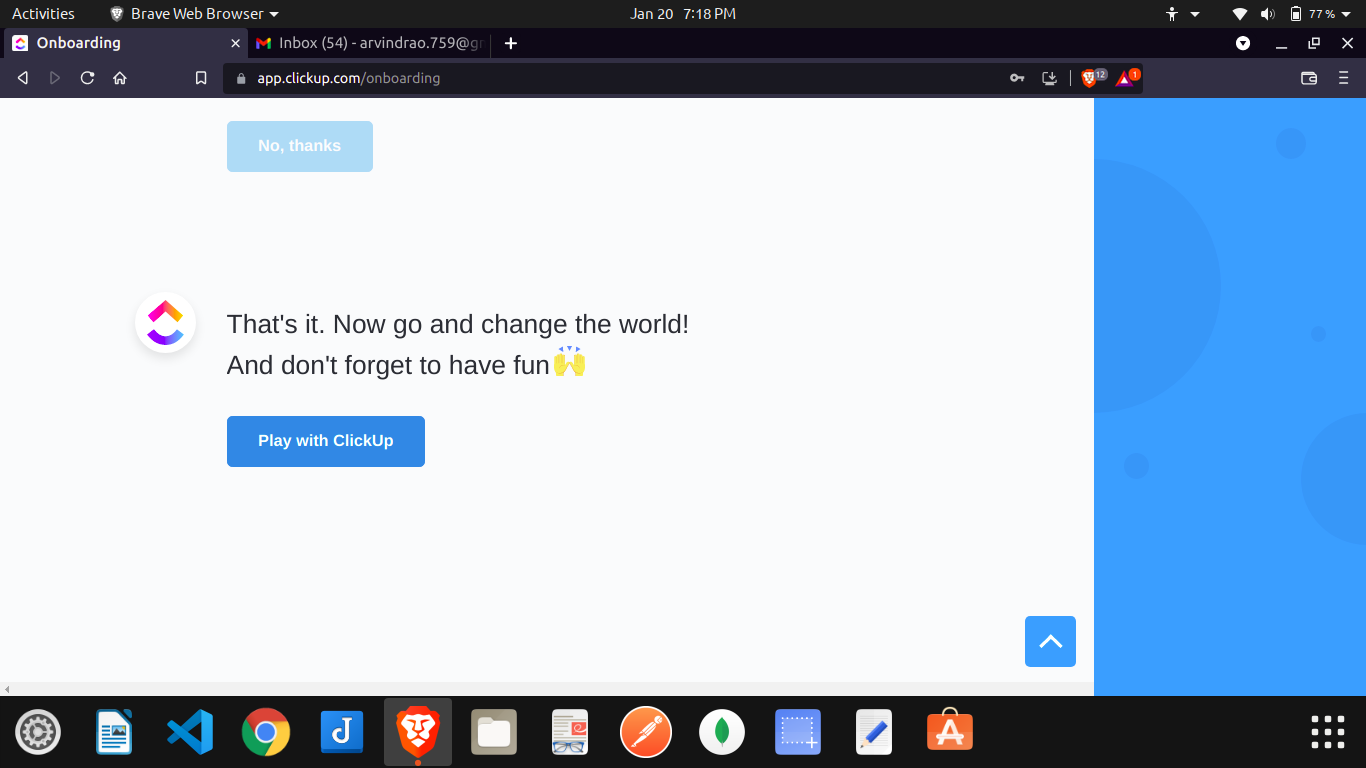 Activities
Brave Web Browser
Jan 20 7:18 PM
77 %
Onboarding
Inbox (54) - arvindrao.759@gm
app.clickup.com/onboarding
12
1
No, thanks
That's it. Now go and change the world!
And don't forget to have fun🙌
Play with ClickUp